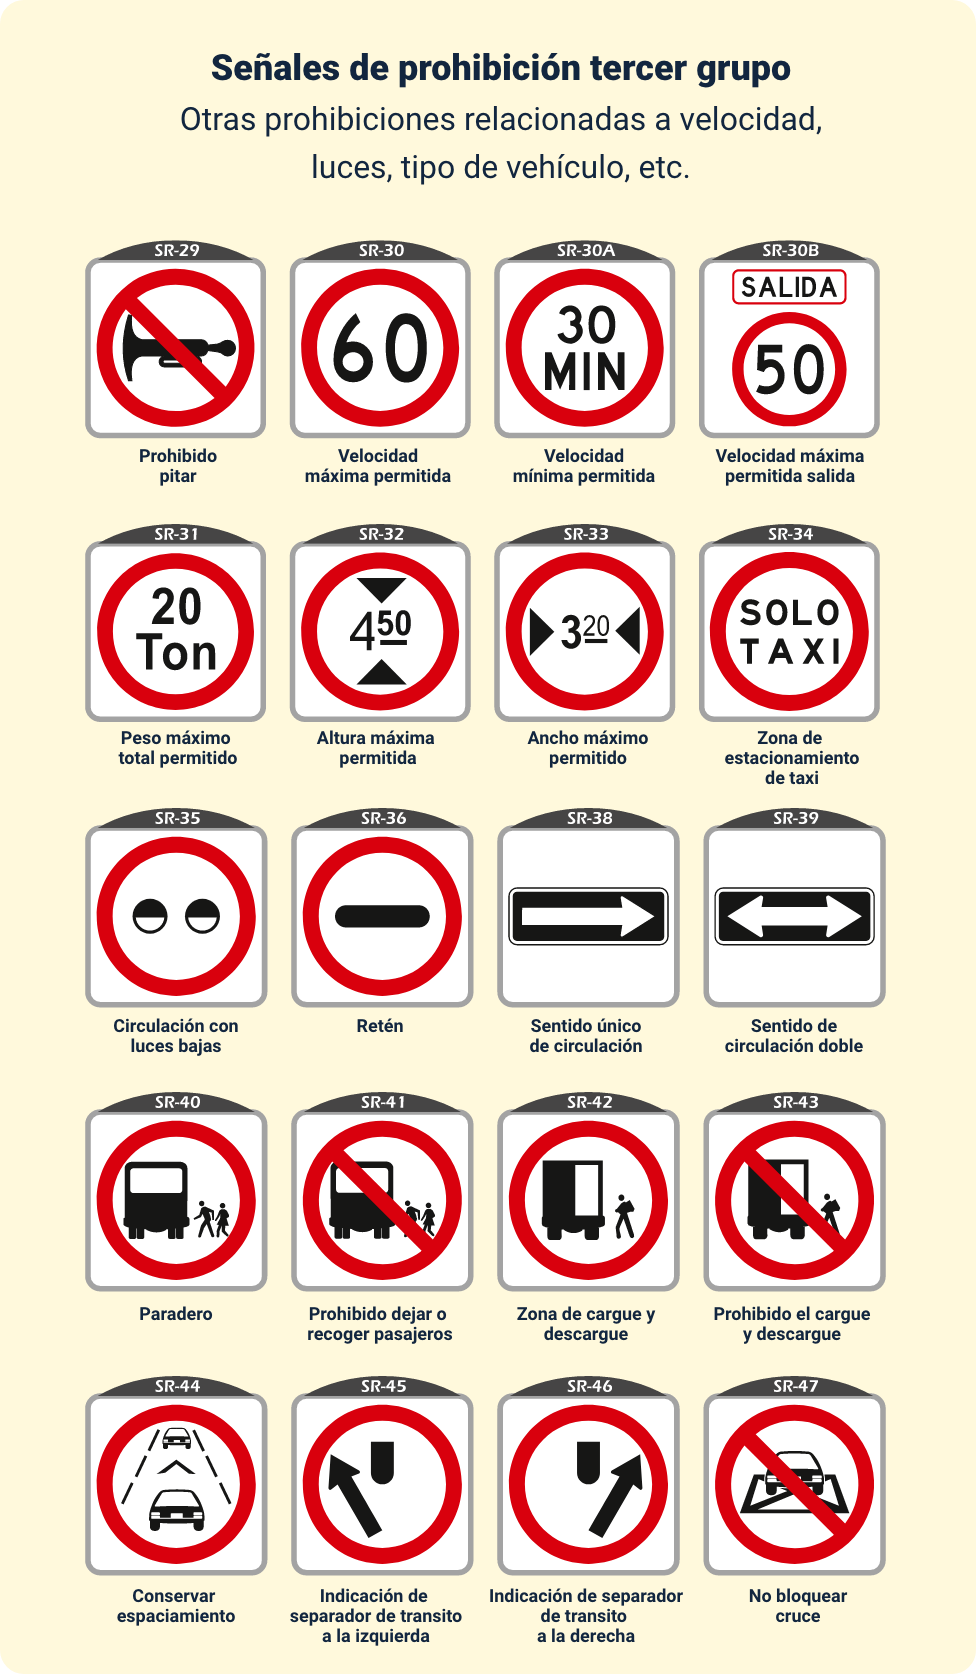 Señales de prohibición tercer grupo
Otras prohibiciones relacionadas a velocidad,
luces, tipo de vehículo, etc.
SR-29
SR-30
SR-30A
SR-30B
60
30
MIN
SALIDA
50
Prohibido
pitar
Velocidad
máxima permitida
Velocidad
mínima permitida
Velocidad máxima
permitida salida
SR-31
SR-32
SR-33
SR-34
20
Ton
450
320
SOLO
TAXI
Peso máximo
total permitido
Altura máxima
permitida
Ancho máximo
permitido
Zona de
estacionamiento
de taxi
SR-35
SR-36
SR-38
SR-39
Circulación con
luces bajas
Retén
Sentido único
de circulación
Sentido de
circulación doble
SR-40
SR-41
SR-42
SR-43
Paradero
Prohibido dejar o
recoger pasajeros
Zona de cargue y
descargue
Prohibido el cargue
y descargue
SR-44
SR-45
SR-46
SR-47
Conservar
espaciamiento
Indicación de
separador de transito
a la izquierda
Indicación de separador
de transito
a la derecha
No bloquear
cruce